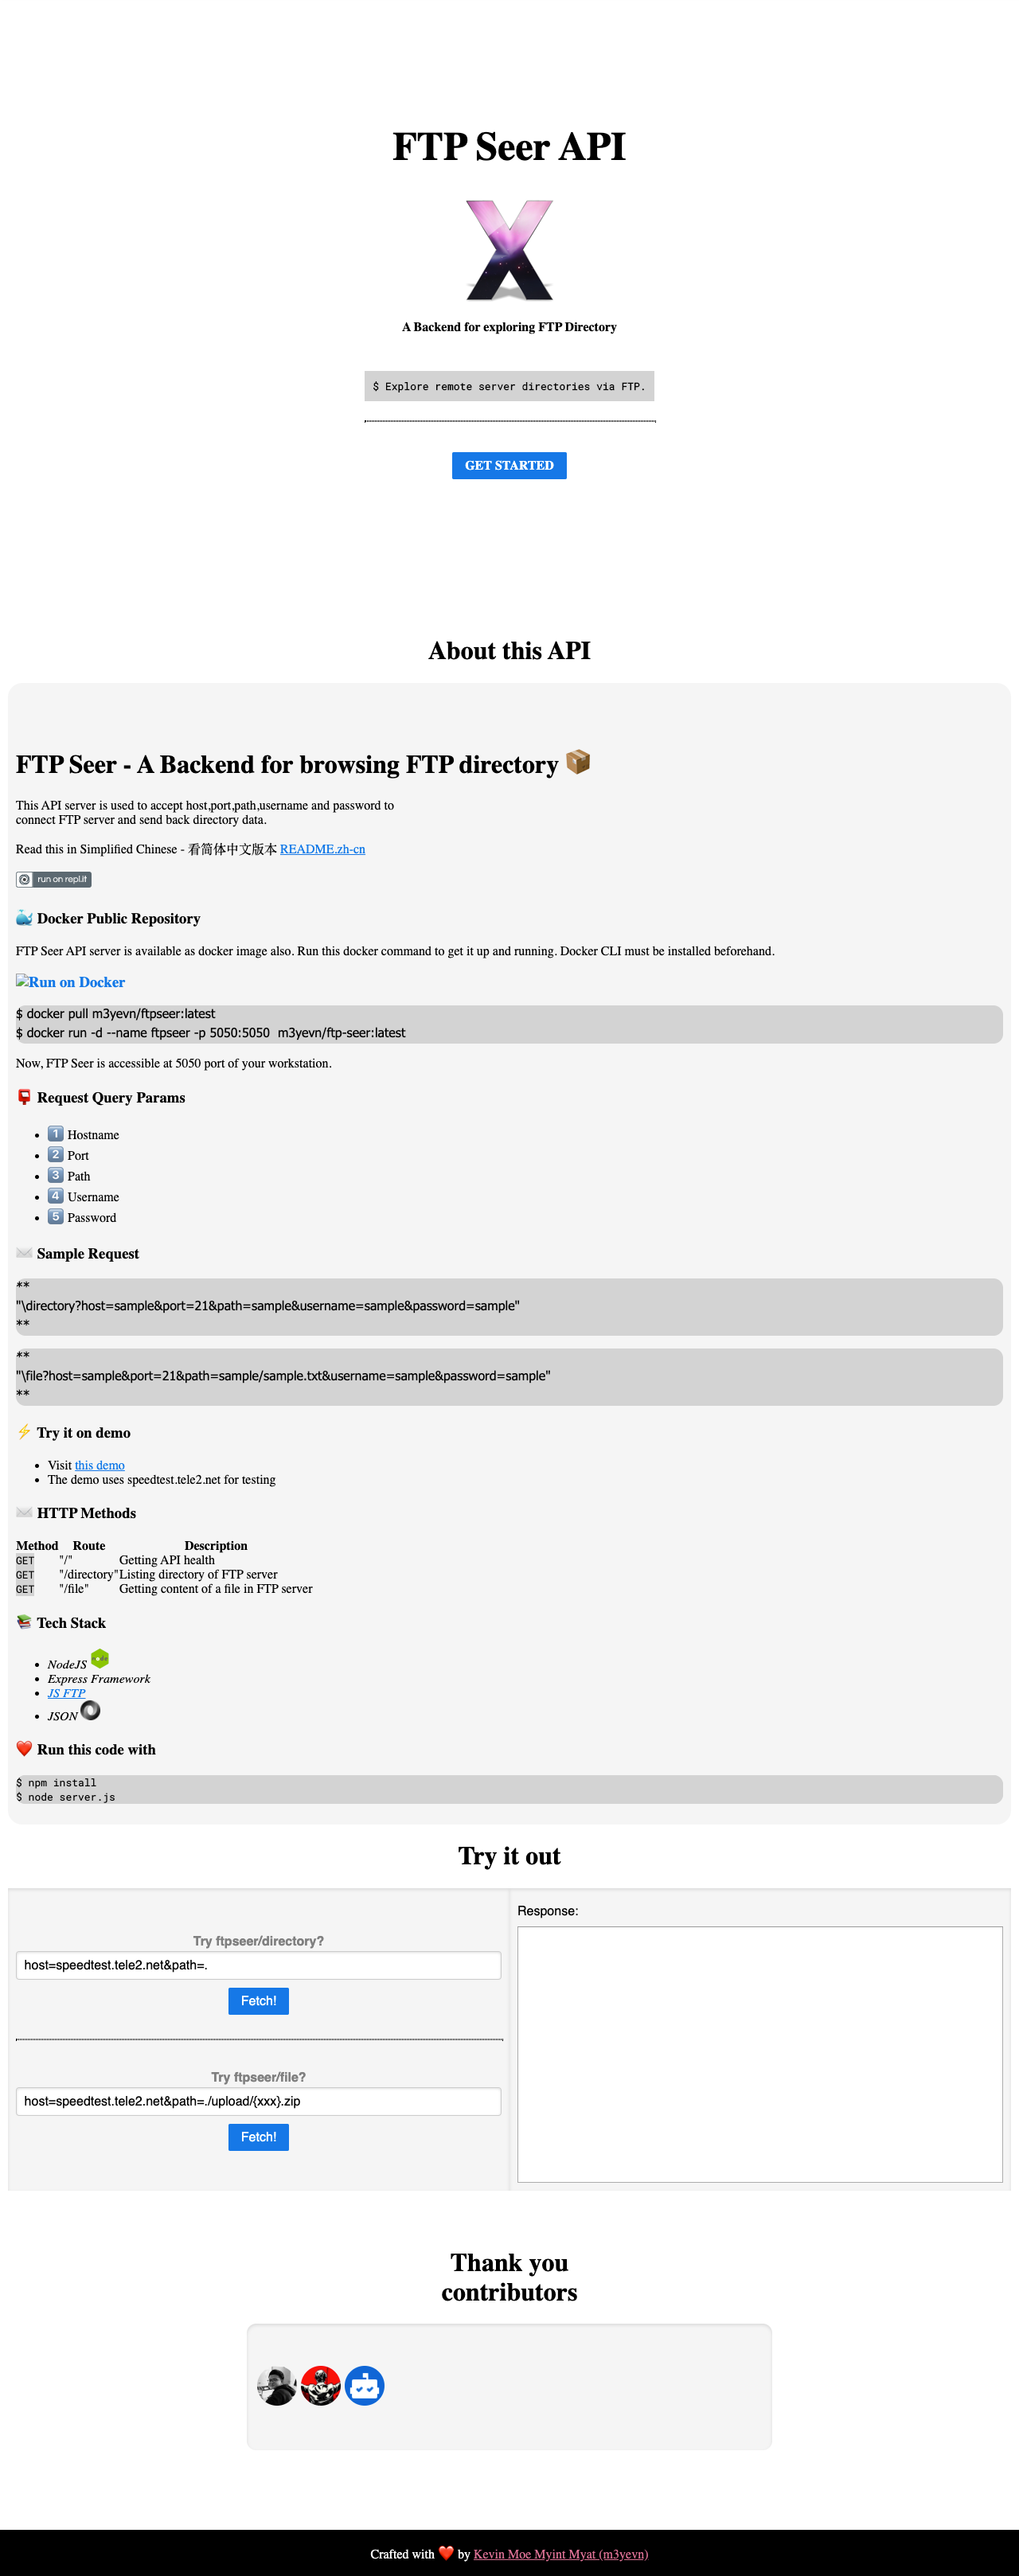 FTP Seer API
X
A Backend for exploring FTP Directory
$ Explore remote server directories via FTP.
GET STARTED
About this API
FTP Seer - A Backend for browsing FTP directory 📦
This API server is used to accept host,port,path,username and password to
connect FTP server and send back directory data.
Read this in Simplified Chinese - 看简体中文版本 README.zh-cn
run on repl.it
🐳 Docker Public Repository
FTP Seer API server is available as docker image also. Run this docker command to get it up and running. Docker CLI must be installed beforehand.
Run on Docker
$ docker pull m3yevn/ftpseer:latest
$ docker run -d --name ftpseer -p 5050:5050  m3yevn/ftp-seer:latest
Now, FTP Seer is accessible at 5050 port of your workstation.
📮 Request Query Params
• 1️⃣ Hostname
• 2️⃣ Port
• 3️⃣ Path
• 4️⃣ Username
• 5️⃣ Password
✉️ Sample Request
**
"\directory?host=sample&port=21&path=sample&username=sample&password=sample"
**
**
"\file?host=sample&port=21&path=sample/sample.txt&username=sample&password=sample"
**
⚡ Try it on demo
• Visit this demo
• The demo uses speedtest.tele2.net for testing
✉️ HTTP Methods
Method Route Description
GET "/" Getting API health
GET "/directory" Listing directory of FTP server
GET "/file" Getting content of a file in FTP server
📚 Tech Stack
• NodeJS
• Express Framework
• JS FTP
• JSON
❤️ Run this code with
$ npm install
$ node server.js
Try it out
Try ftpseer/directory?
host=speedtest.tele2.net&path=.
Fetch!
Try ftpseer/file?
host=speedtest.tele2.net&path=./upload/{xxx}.zip
Fetch!
Response:
Thank you
contributors
Crafted with ❤️ by Kevin Moe Myint Myat (m3yevn)